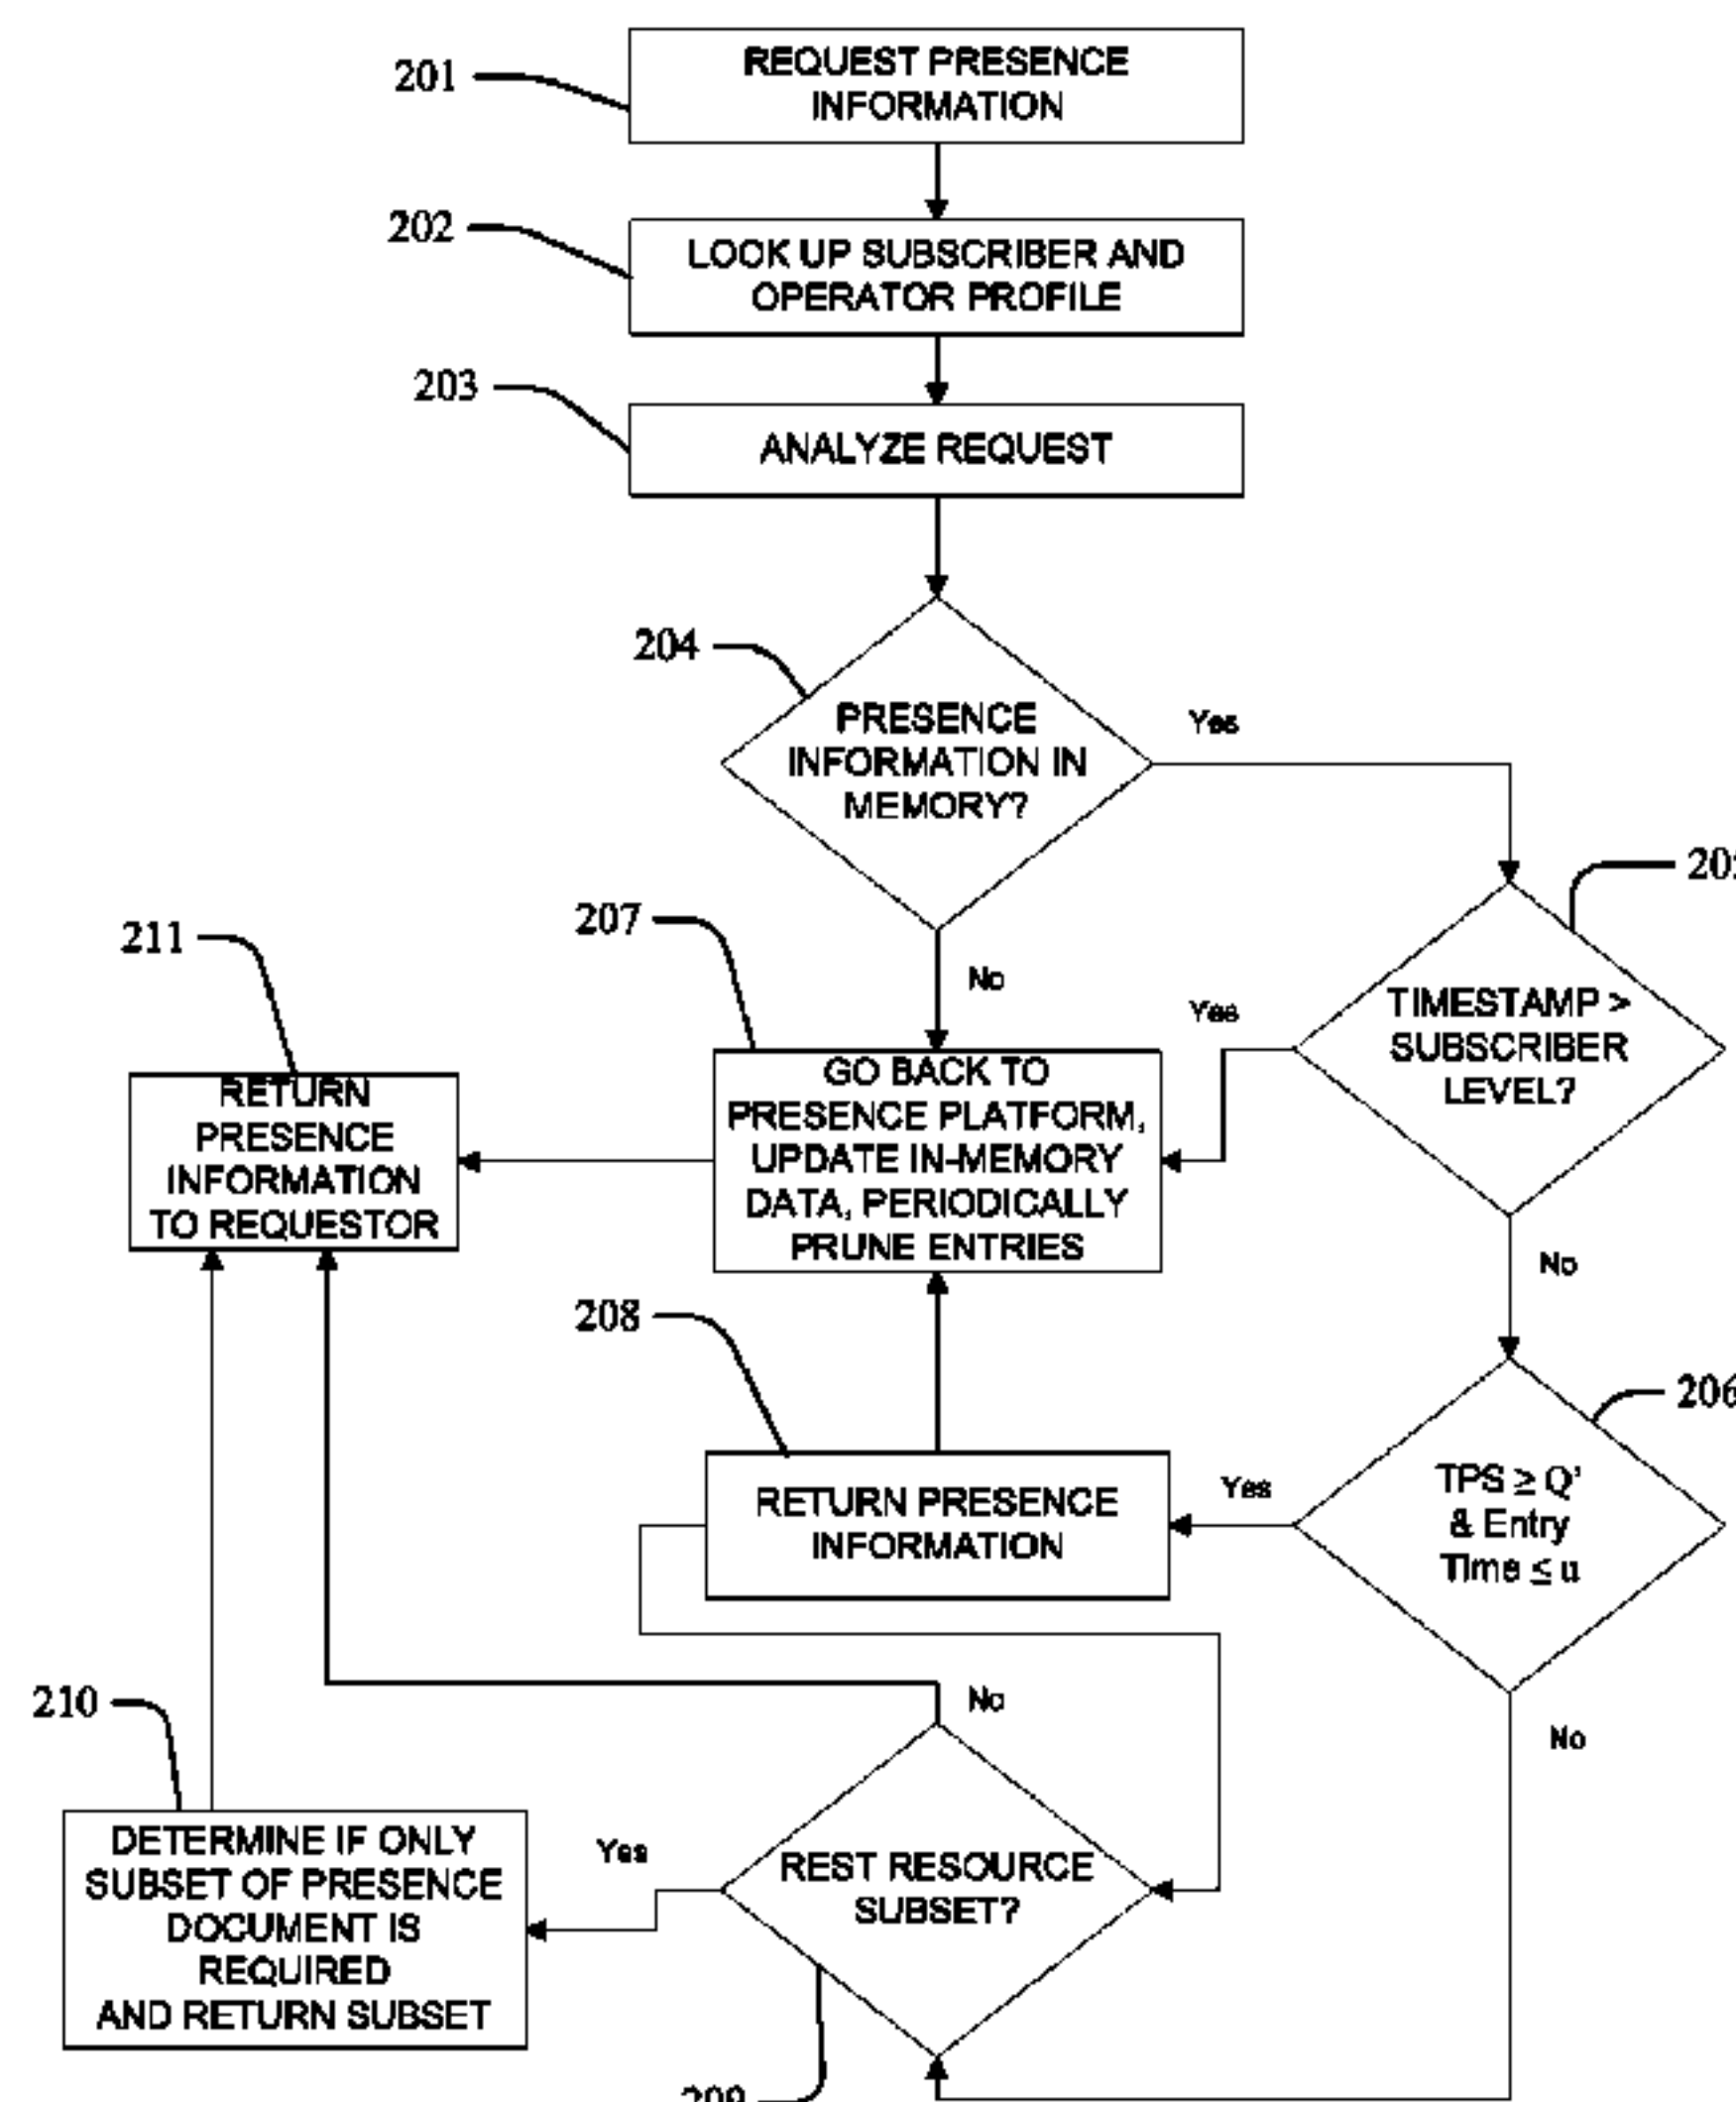 201
REQUEST PRESENCE
INFORMATION
202
LOOK UP SUBSCRIBER AND
OPERATOR PROFILE
203
ANALYZE REQUEST
204
PRESENCE
INFORMATION IN
MEMORY?
Yes
No
TIMESTAMP >
SUBSCRIBER
LEVEL?
Yes
No
207
GO BACK TO
PRESENCE PLATFORM,
UPDATE IN-MEMORY
DATA, PERIODICALLY
PRUNE ENTRIES
211
RETURN
PRESENCE
INFORMATION
TO REQUESTOR
206
TPS ≥ Q'
& Entry
Time ≤ u
Yes
No
208
RETURN PRESENCE
INFORMATION
REST RESOURCE
SUBSET?
No
Yes
210
DETERMINE IF ONLY
SUBSET OF PRESENCE
DOCUMENT IS
REQUIRED
AND RETURN SUBSET